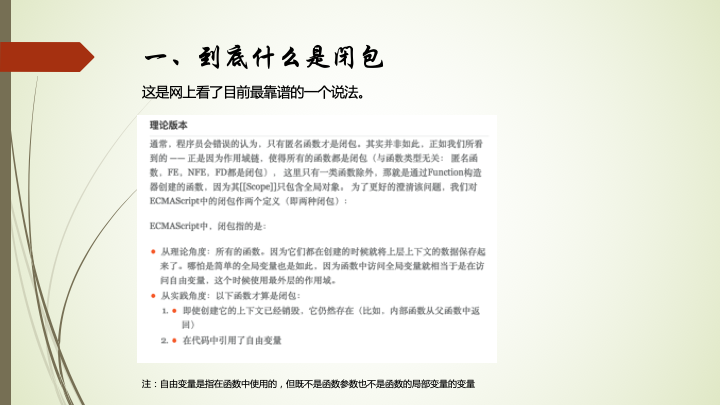 一、到底什么是闭包
这是网上看了目前最靠谱的一个说法。
理论版本
通常，程序员会错误的认为，只有匿名函数才是闭包。其实并非如此，正如我们所看
到的 —— 正是因为作用域链，使得所有的函数都是闭包（与函数类型无关： 匿名函
数，FE，NFE，FD都是闭包）， 这里只有一类函数除外，那就是通过Function构造
器创建的函数，因为其[[Scope]]只包含全局对象。 为了更好的澄清该问题，我们对
ECMAScript中的闭包作两个定义（即两种闭包）：
ECMAScript中，闭包指的是：
• 从理论角度：所有的函数。因为它们都在创建的时候就将上层上下文的数据保存起
来了。哪怕是简单的全局变量也是如此，因为函数中访问全局变量就相当于是在访
问自由变量，这个时候使用最外层的作用域。
• 从实践角度：以下函数才算是闭包：
1. • 即使创建它的上下文已经销毁，它仍然存在（比如，内部函数从父函数中返
回）
2. • 在代码中引用了自由变量
注：自由变量是指在函数中使用的，但既不是函数参数也不是函数的局部变量的变量